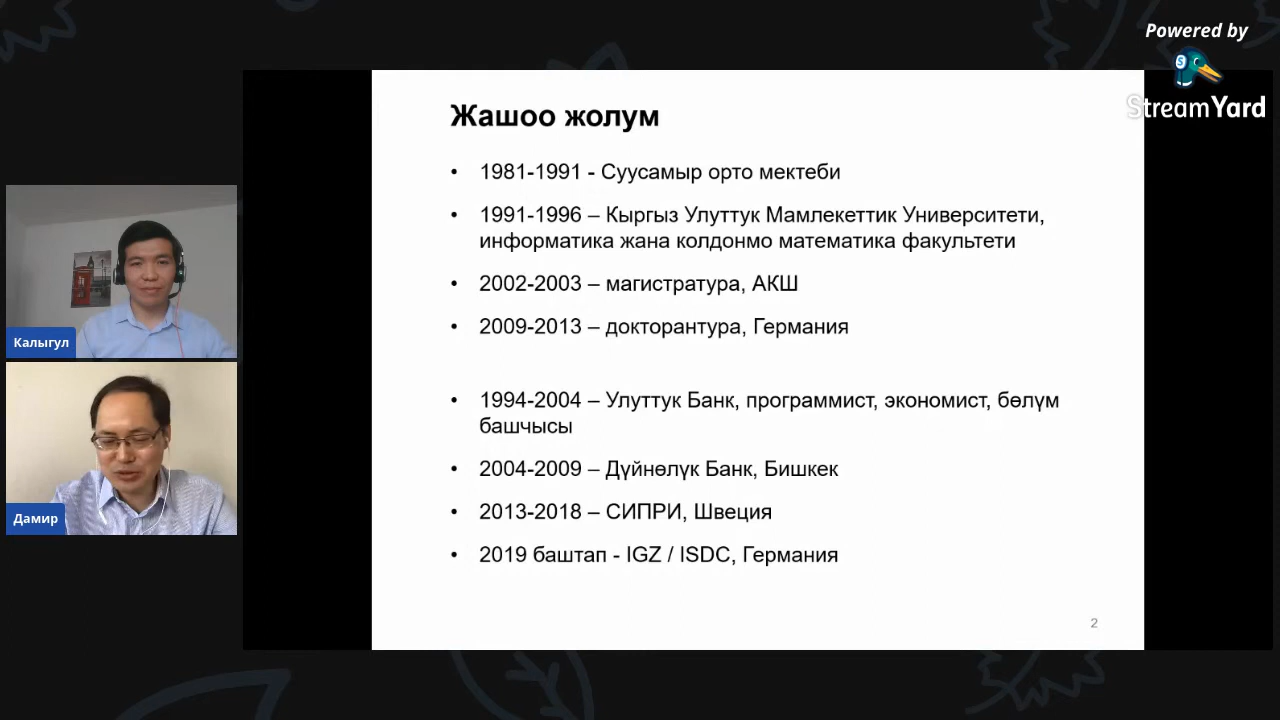 Powered by
StreamYard
Жашоо жолум
• 1981-1991 - Суусамыр орто мектеби
• 1991-1996 – Кыргыз Улуттук Мамлекеттик Университети,
информатика жана колдонмо математика факультети
• 2002-2003 – магистратура, АКШ
• 2009-2013 – докторантура, Германия
• 1994-2004 – Улуттук Банк, программист, экономист, бөлүм
башчысы
• 2004-2009 – Дүйнөлүк Банк, Бишкек
• 2013-2018 – СИПРИ, Швеция
• 2019 баштап - IGZ / ISDC, Германия
2
Калыгул
Дамир